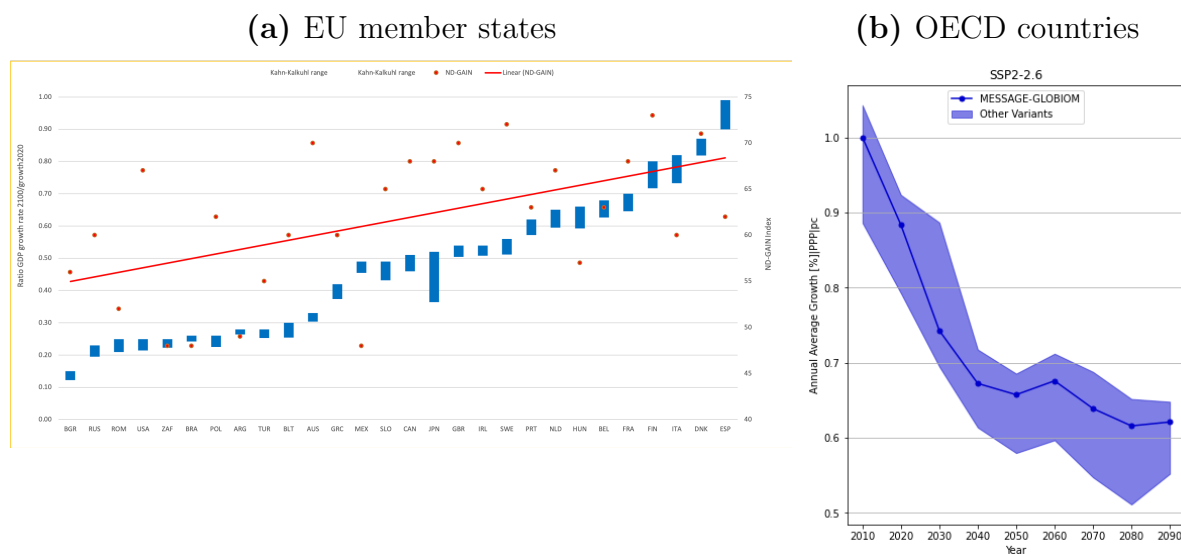 (a) EU member states
(b) OECD countries
Kahn-Kalkuhl range Kahn-Kalkuhl range ND-GAIN Linear (ND-GAIN)
1.00
0.90
0.80
0.70
0.60
0.50
0.40
0.30
0.20
0.10
0.00
Ratio GDP growth rate 2100/growth2020
75
70
65
60
55
50
45
40
ND-GAIN Index
BGR RUS ROM USA ZAF BRA POL ARG TUR BLT AUS GRC MEX SLO CAN JPN GBR IRL SWE PRT NLD HUN BEL FRA FIN ITA DNK ESP
SSP2-2.6
MESSAGE-GLOBIOM
Other Variants
Annual Average Growth [%]|PPP|pc
1.0
0.9
0.8
0.7
0.6
0.5
2010 2020 2030 2040 2050 2060 2070 2080 2090
Year